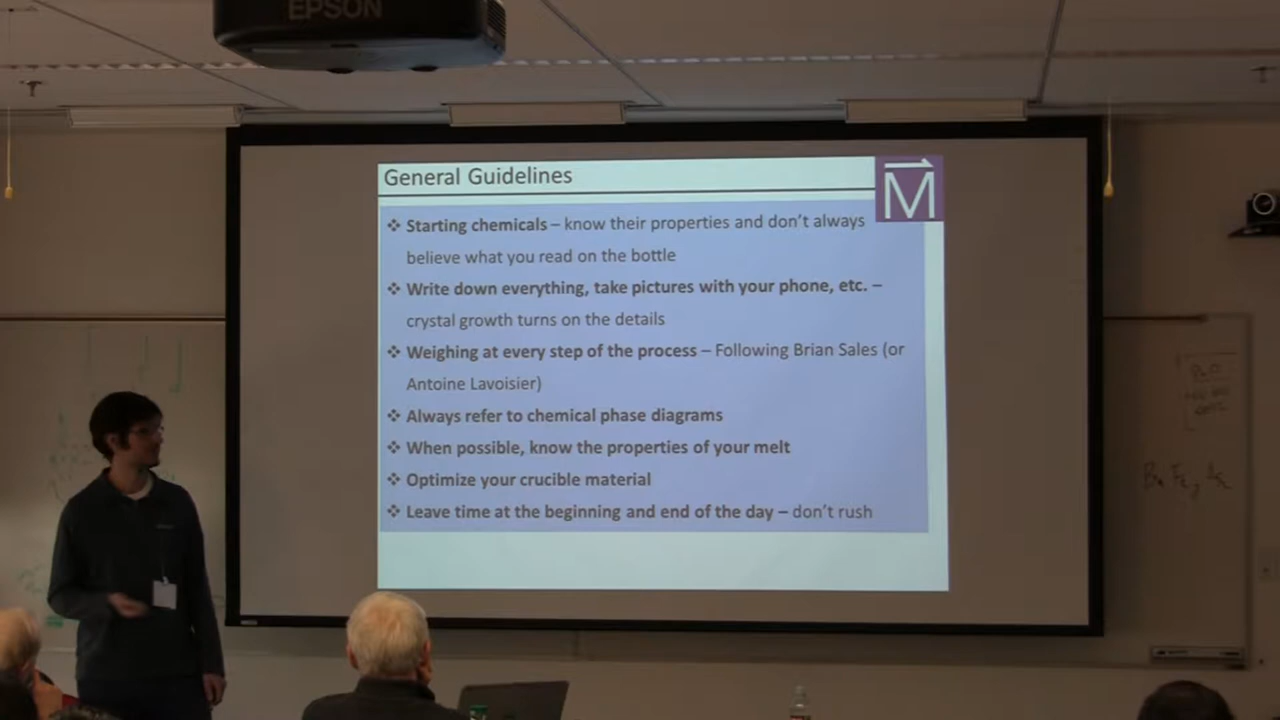 EPSON
General Guidelines
M
❖ Starting chemicals – know their properties and don't always
believe what you read on the bottle
❖ Write down everything, take pictures with your phone, etc. –
crystal growth turns on the details
❖ Weighing at every step of the process – Following Brian Sales (or
Antoine Lavoisier)
❖ Always refer to chemical phase diagrams
❖ When possible, know the properties of your melt
❖ Optimize your crucible material
❖ Leave time at the beginning and end of the day – don't rush